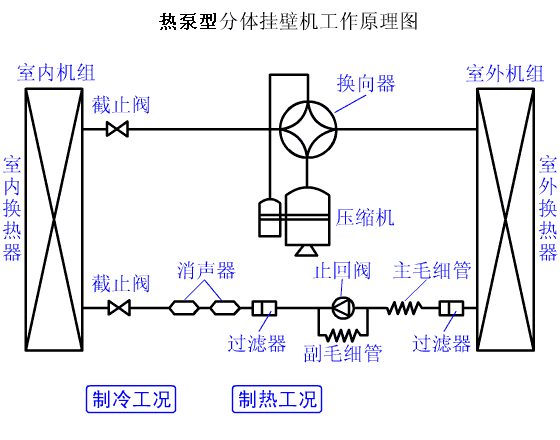 热泵型分体挂壁机工作原理图
室内机组
室外机组
截止阀
换向器
室内换热器
室外换热器
压缩机
截止阀
消声器
止回阀
主毛细管
过滤器
副毛细管
过滤器
制冷工况
制热工况